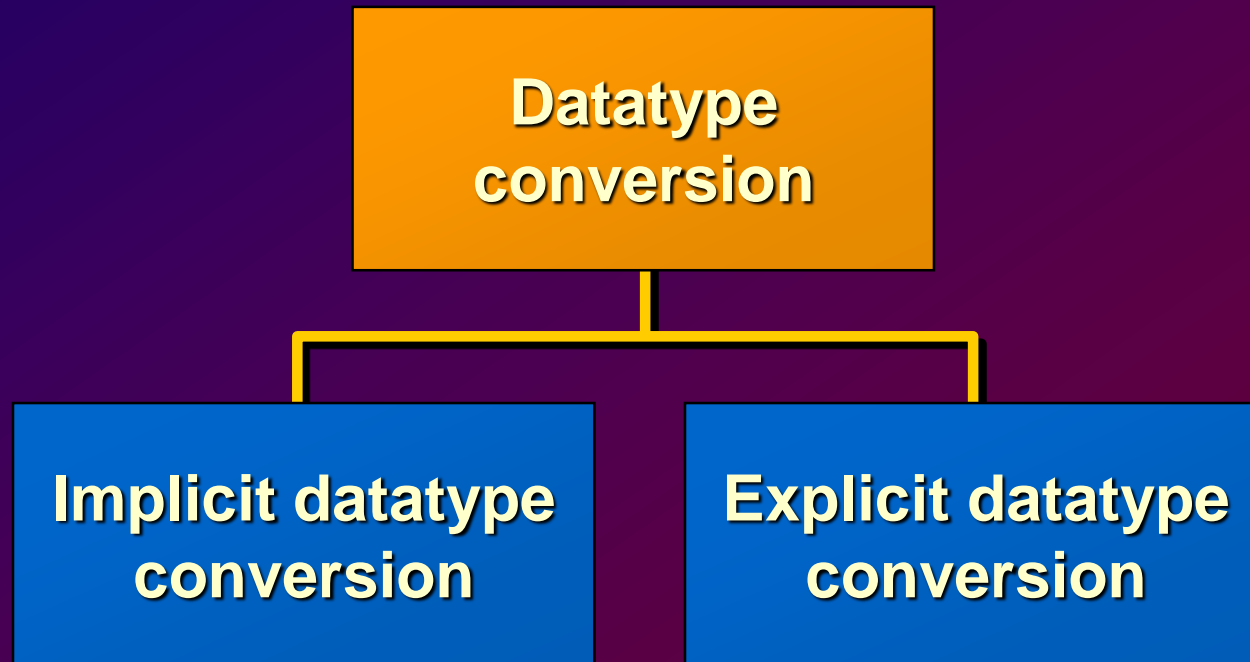 Datatype
conversion
Implicit datatype
conversion
Explicit datatype
conversion